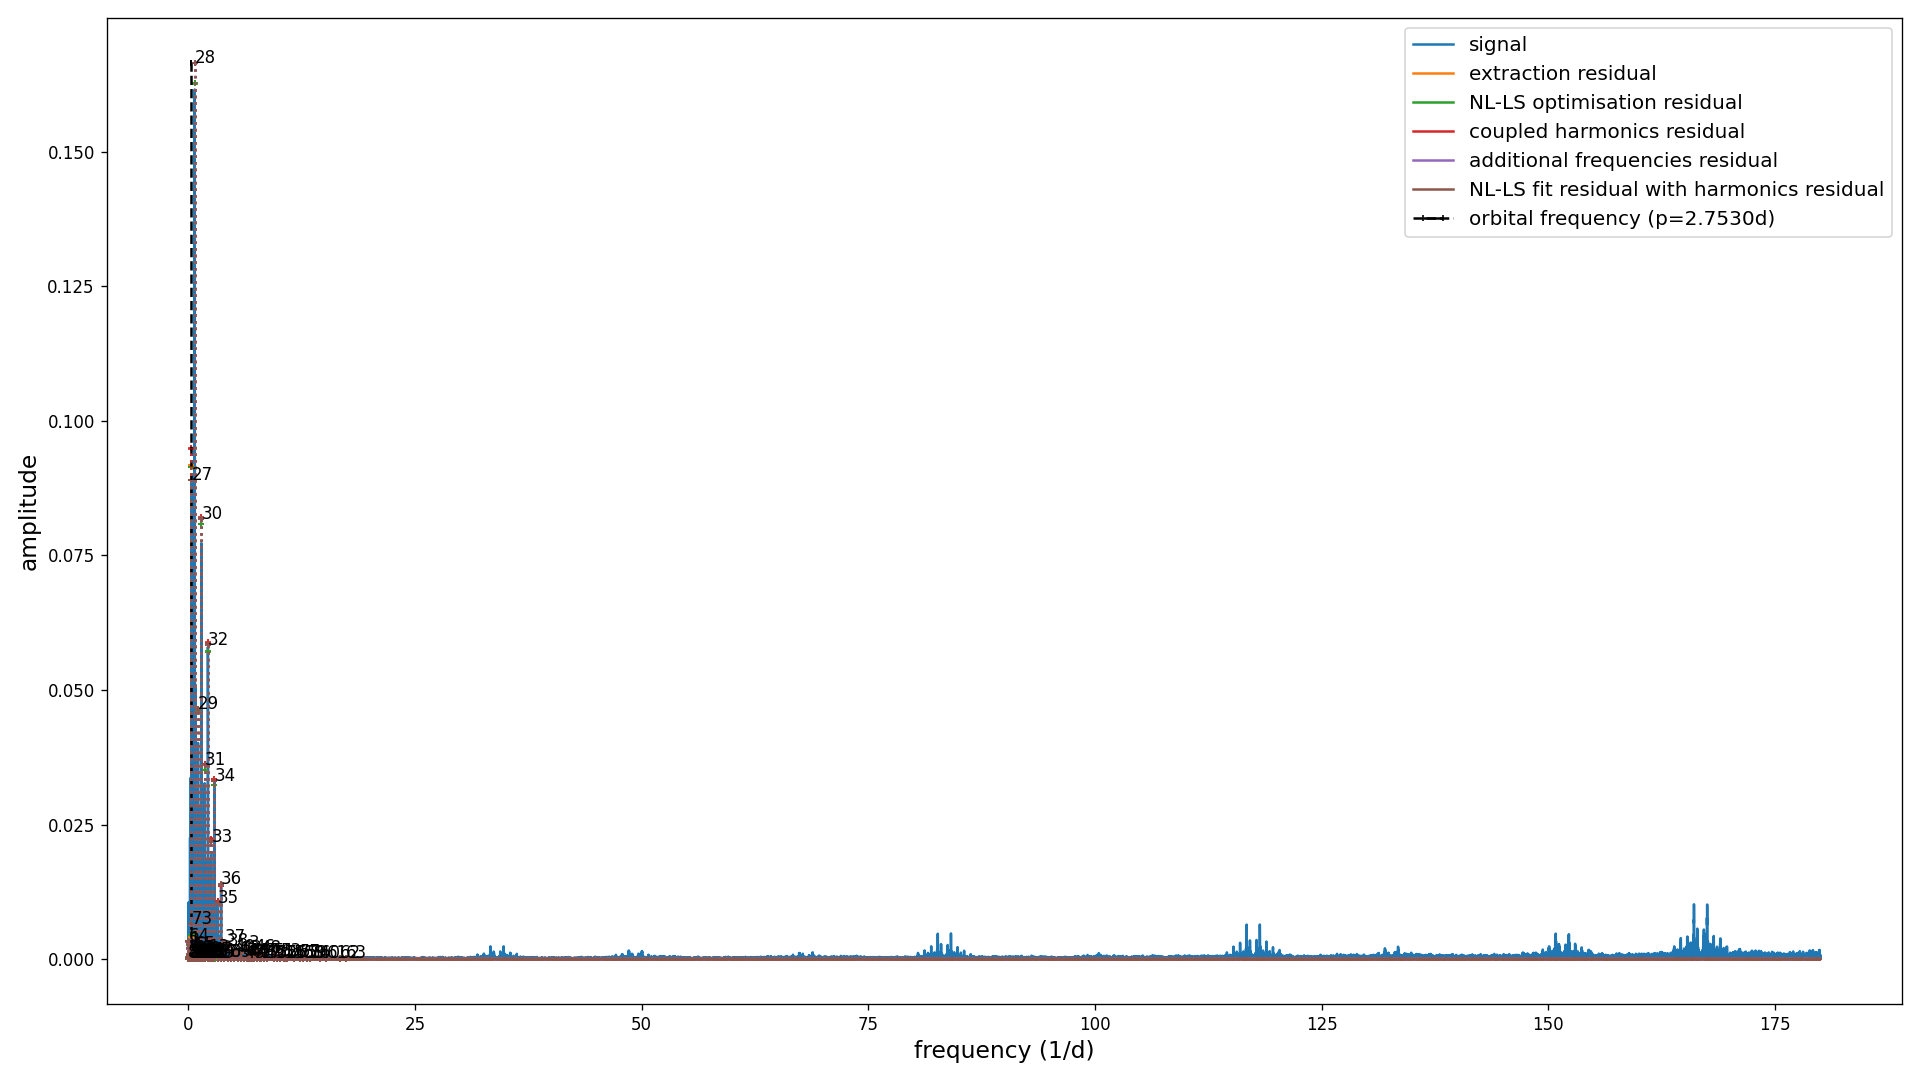 signal
extraction residual
NL-LS optimisation residual
coupled harmonics residual
additional frequencies residual
NL-LS fit residual with harmonics residual
orbital frequency (p=2.7530d)
28
27
30
32
29
31
34
33
36
35
73
64
37
0.150
0.125
0.100
0.075
0.050
0.025
0.000
amplitude
0 25 50 75 100 125 150 175
frequency (1/d)